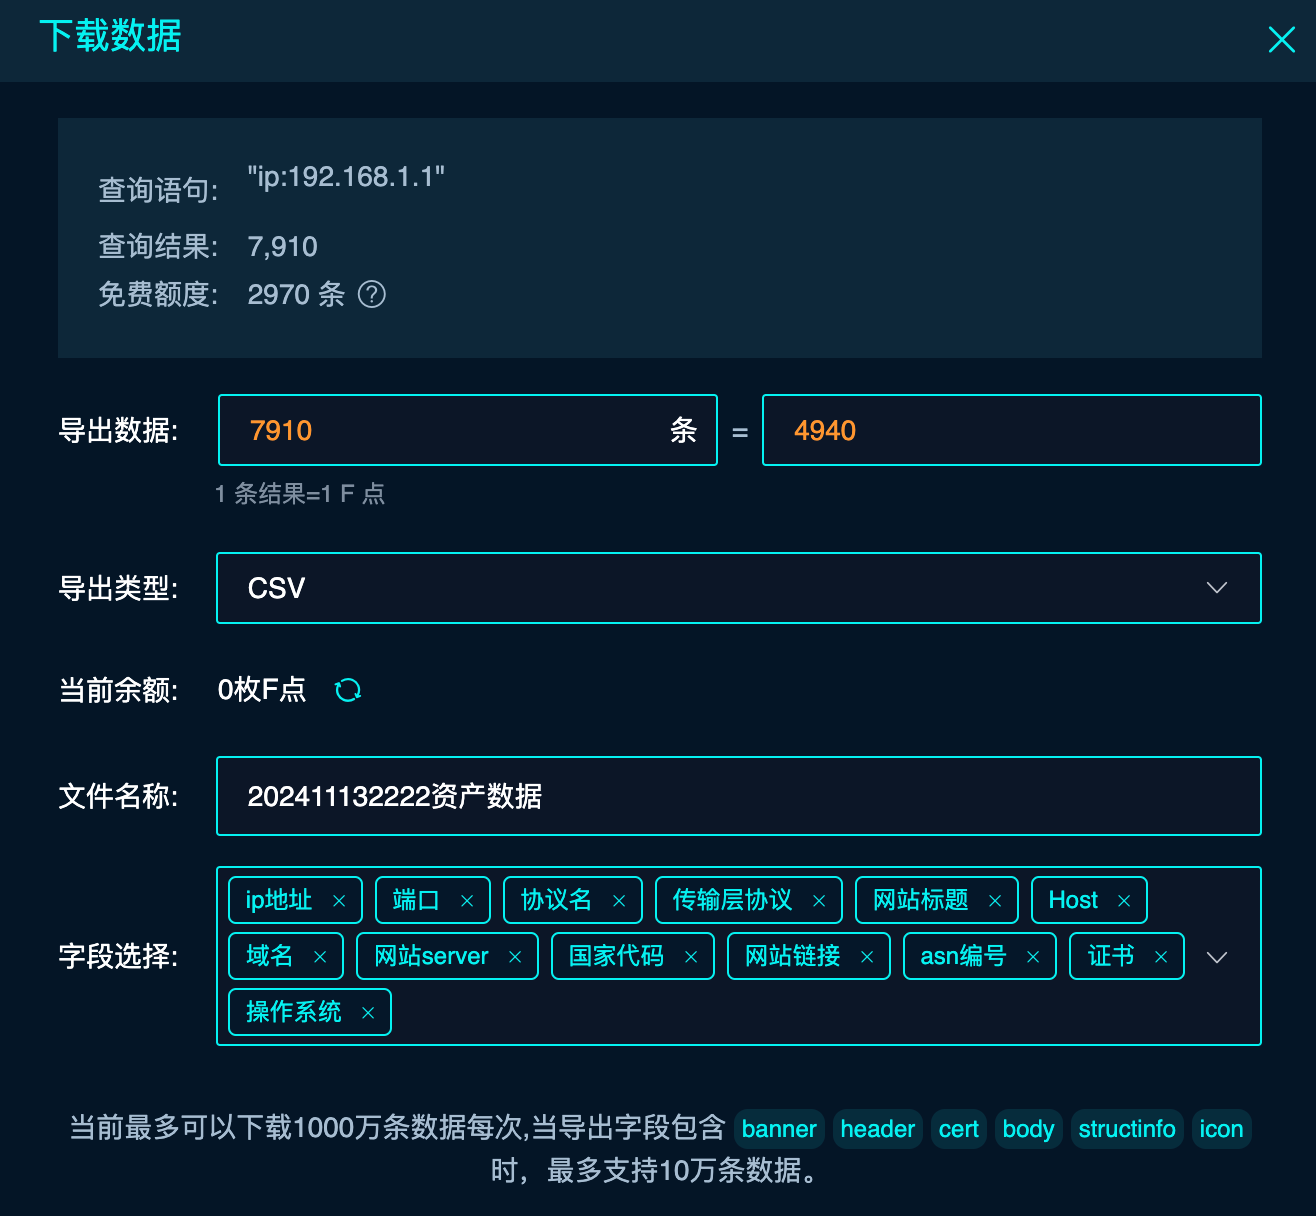 下载数据
查询语句: "ip:192.168.1.1"
查询结果: 7,910
免费额度: 2970 条 ?
导出数据: 7910 条 = 4940
1 条结果=1 F 点
导出类型: CSV
当前余额: 0枚F点
文件名称: 202411132222资产数据
ip地址 × 端口 × 协议名 × 传输层协议 × 网站标题 × Host ×
字段选择: 域名 × 网站server × 国家代码 × 网站链接 × asn编号 × 证书 ×
操作系统 ×
当前最多可以下载1000万条数据每次,当导出字段包含 banner header cert body structinfo icon
时，最多支持10万条数据。